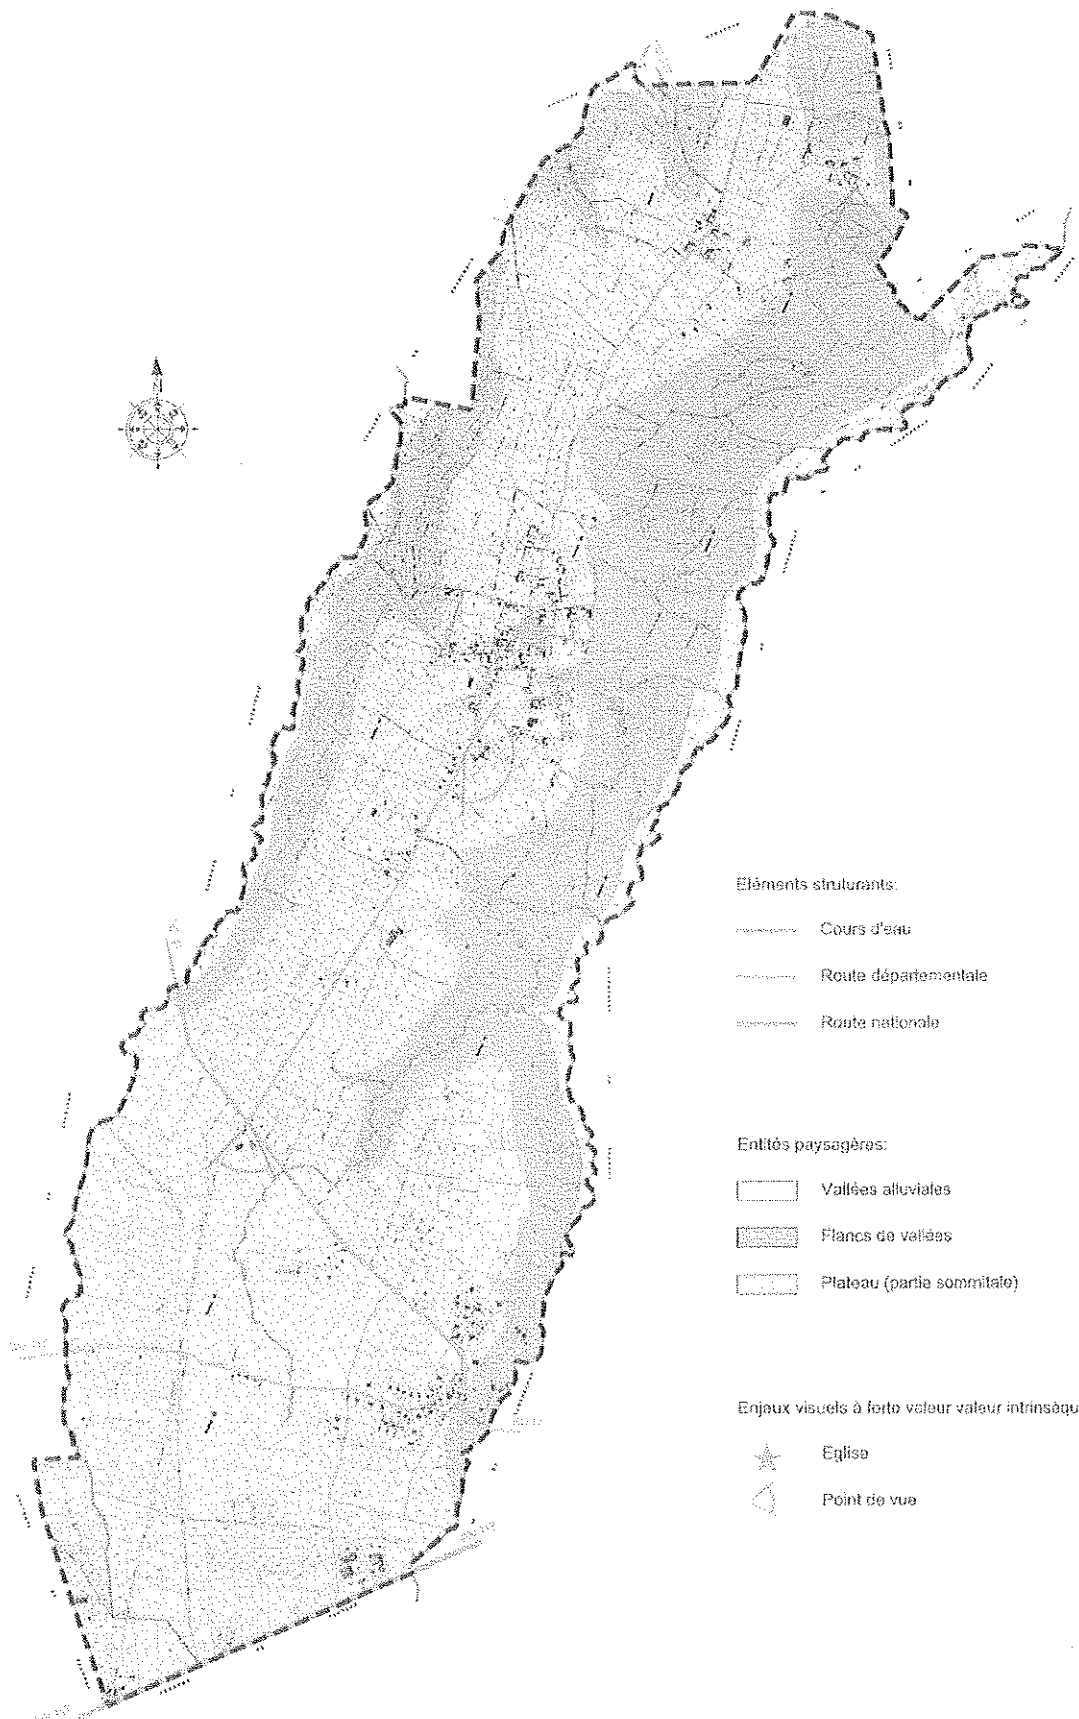 Eléments struturants:
Cours d'eau
Route départementale
Route nationale
Entités paysagères:
Vallées alluviales
Flancs de vallées
Plateau (partie sommitale)
Enjeux visuels à forte valeur valeur intrinséqu
Eglise
Point de vue